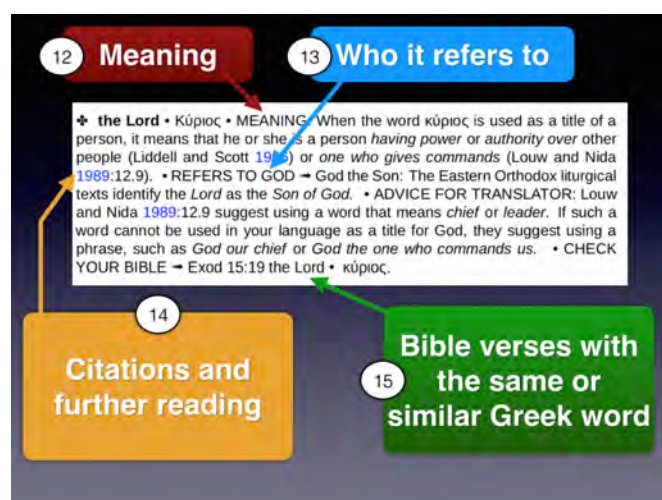 12 Meaning
13 Who it refers to
✤ the Lord • Κύριος • MEANING: When the word κύριος is used as a title of a
person, it means that he or she is a person having power or authority over other
people (Liddell and Scott 19 6) or one who gives commands (Louw and Nida
1989:12.9). • REFERS TO GOD ➞ God the Son: The Eastern Orthodox liturgical
texts identify the Lord as the Son of God. • ADVICE FOR TRANSLATOR: Louw
and Nida 1989:12.9 suggest using a word that means chief or leader. If such a
word cannot be used in your language as a title for God, they suggest using a
phrase, such as God our chief or God the one who commands us. • CHECK
YOUR BIBLE ➞ Exod 15:19 the Lord • κύριος.
14
Citations and
further reading
15
Bible verses with
the same or
similar Greek word